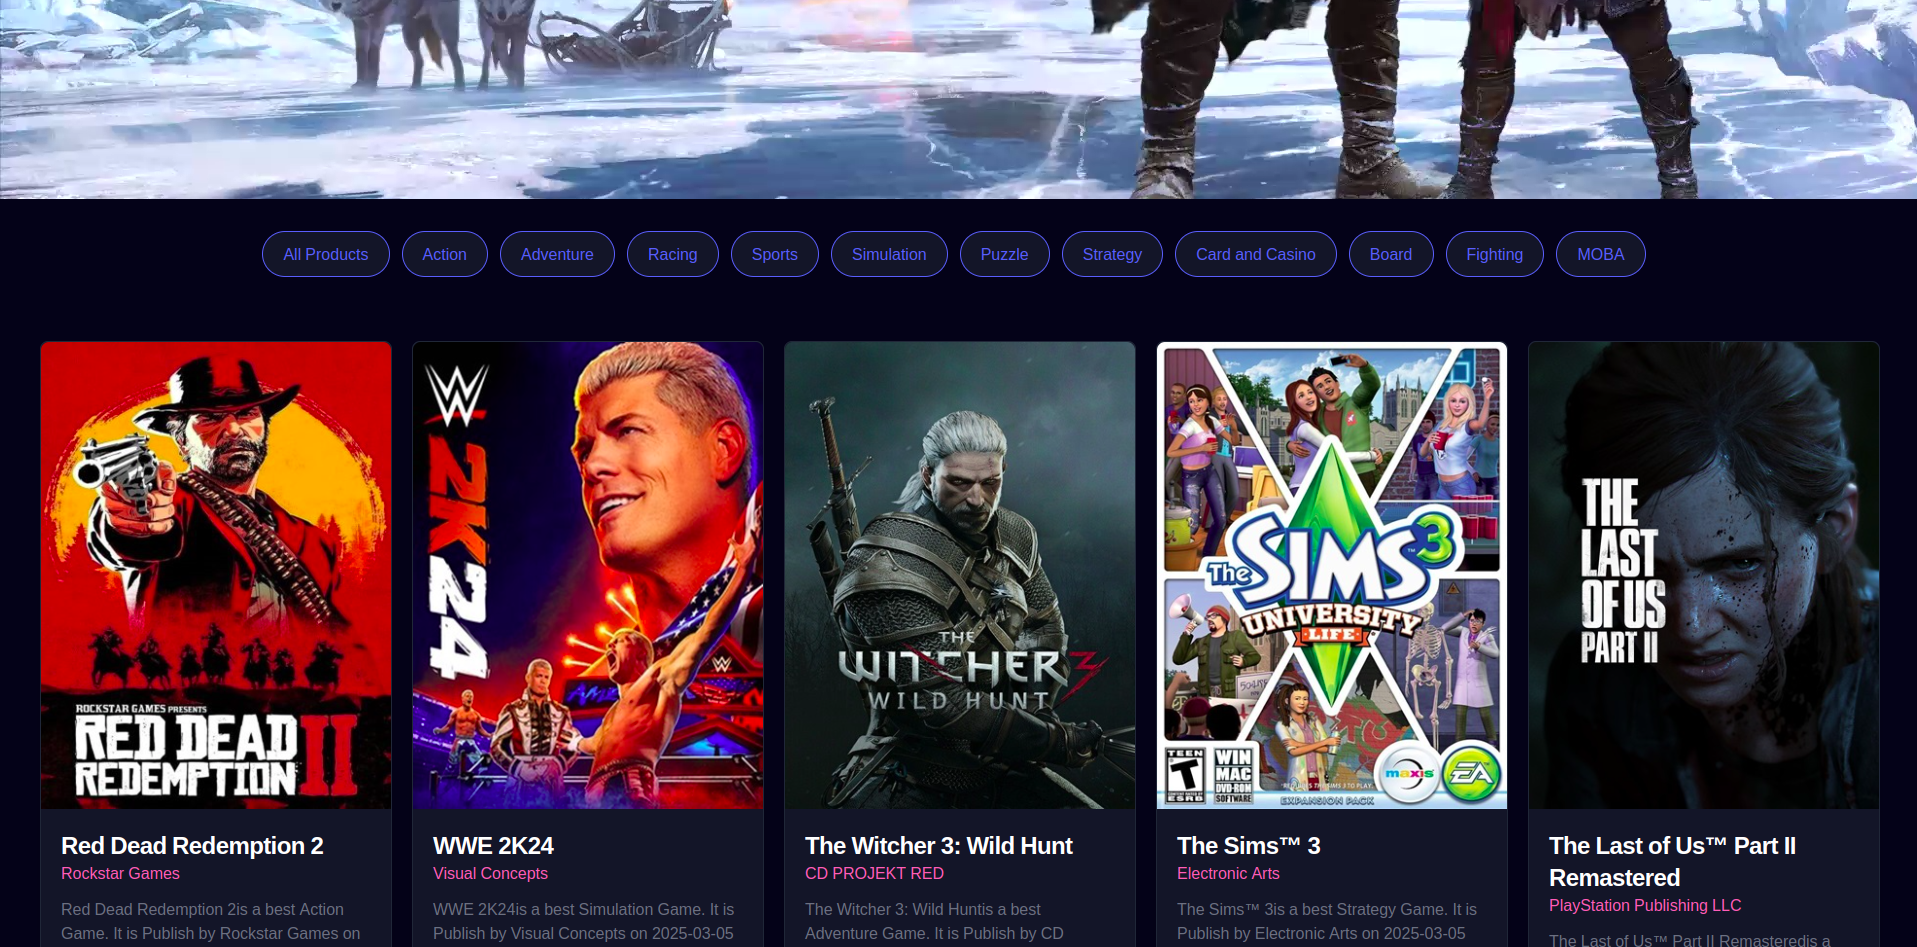 All Products
Action
Adventure
Racing
Sports
Simulation
Puzzle
Strategy
Card and Casino
Board
Fighting
MOBA
ROCKSTAR GAMES PRESENTS
RED DEAD
REDEMPTION II
W
2K24
W
THE
WITCHER 3
WILD HUNT
The SIMS™ 3
UNIVERSITY
LIFE
TEEN
T
ESRB
WIN
MAC
DVD-ROM
SOFTWARE
*REQUIRES THE SIMS 3 TO PLAY.
EXPANSION PACK
maxis
EA
THE
LAST
OF US
PART II
Red Dead Redemption 2
Rockstar Games
Red Dead Redemption 2is a best Action
Game. It is Publish by Rockstar Games on
WWE 2K24
Visual Concepts
WWE 2K24is a best Simulation Game. It is
Publish by Visual Concepts on 2025-03-05
The Witcher 3: Wild Hunt
CD PROJEKT RED
The Witcher 3: Wild Huntis a best
Adventure Game. It is Publish by CD
The Sims™ 3
Electronic Arts
The Sims™ 3is a best Strategy Game. It is
Publish by Electronic Arts on 2025-03-05
The Last of Us™ Part II
Remastered
PlayStation Publishing LLC
The Last of Us™ Part II Remasteredis a